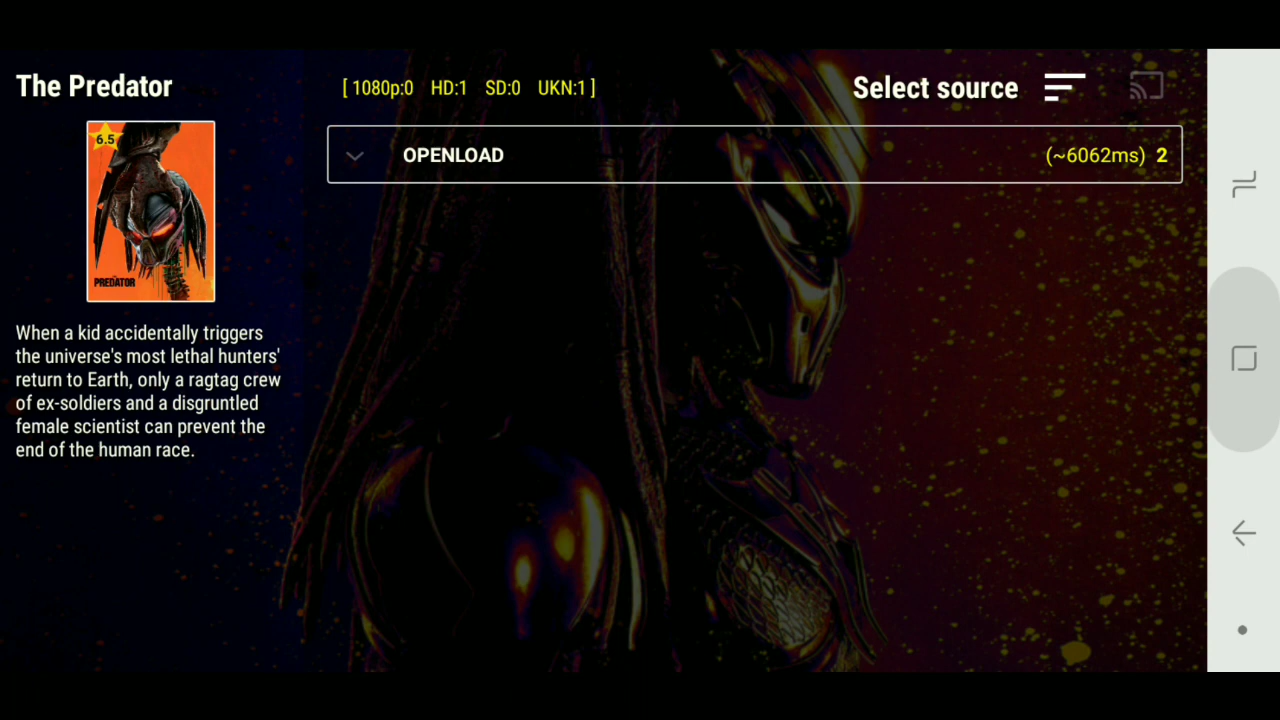 The Predator
[ 1080p:0 HD:1 SD:0 UKN:1 ]
Select source
6.5
PREDATOR
OPENLOAD (~6062ms) 2
When a kid accidentally triggers
the universe's most lethal hunters'
return to Earth, only a ragtag crew
of ex-soldiers and a disgruntled
female scientist can prevent the
end of the human race.